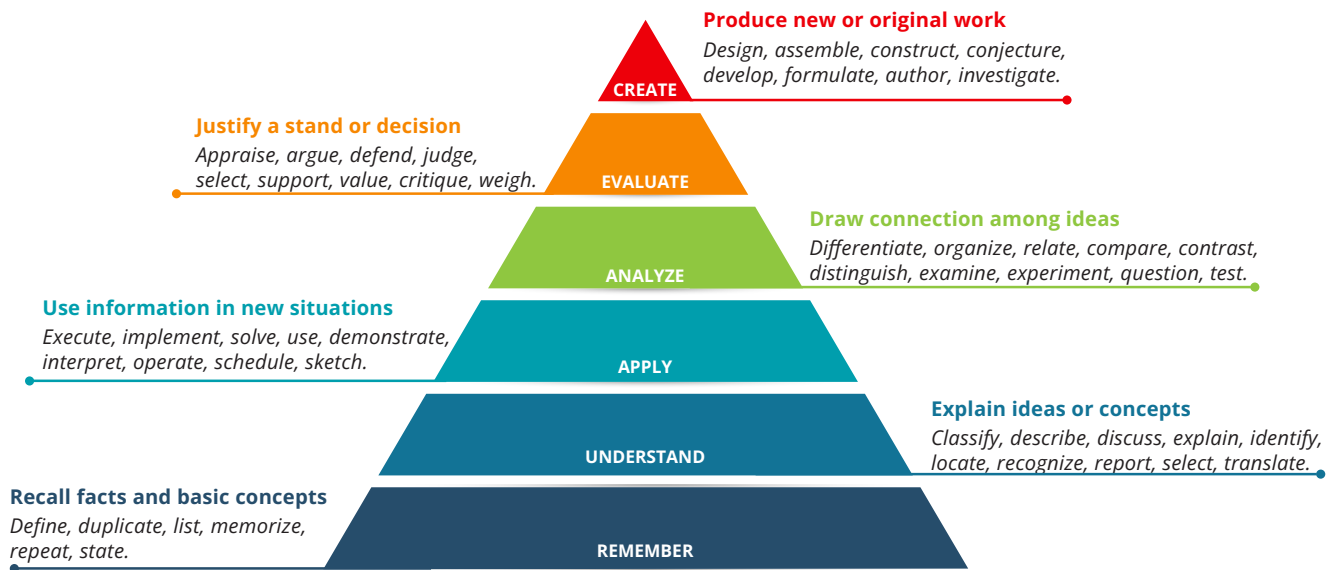 Produce new or original work
Design, assemble, construct, conjecture,
develop, formulate, author, investigate.
CREATE
Justify a stand or decision
Appraise, argue, defend, judge,
select, support, value, critique, weigh.
EVALUATE
Draw connection among ideas
Differentiate, organize, relate, compare, contrast,
distinguish, examine, experiment, question, test.
ANALYZE
Use information in new situations
Execute, implement, solve, use, demonstrate,
interpret, operate, schedule, sketch.
APPLY
Explain ideas or concepts
Classify, describe, discuss, explain, identify,
locate, recognize, report, select, translate.
UNDERSTAND
Recall facts and basic concepts
Define, duplicate, list, memorize,
repeat, state.
REMEMBER